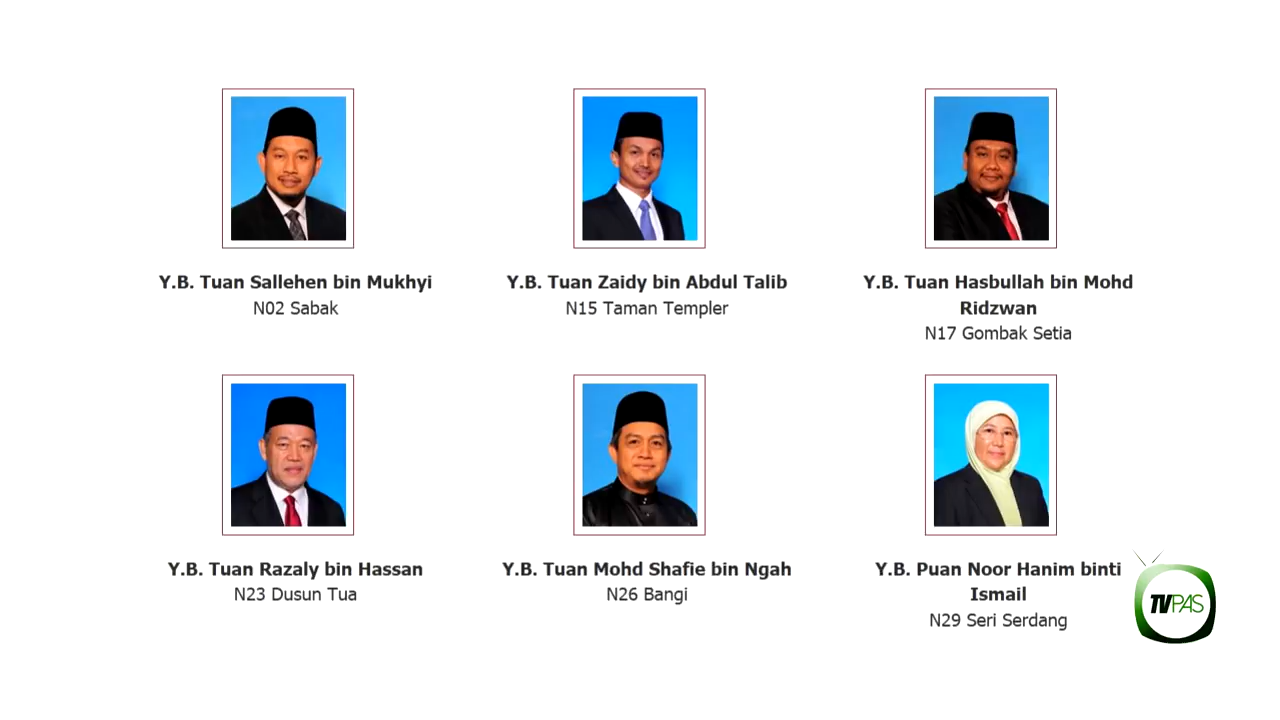 Y.B. Tuan Sallehen bin Mukhyi
N02 Sabak
Y.B. Tuan Zaidy bin Abdul Talib
N15 Taman Templer
Y.B. Tuan Hasbullah bin Mohd
Ridzwan
N17 Gombak Setia
Y.B. Tuan Razaly bin Hassan
N23 Dusun Tua
Y.B. Tuan Mohd Shafie bin Ngah
N26 Bangi
Y.B. Puan Noor Hanim binti
Ismail
N29 Seri Serdang
TVPAS